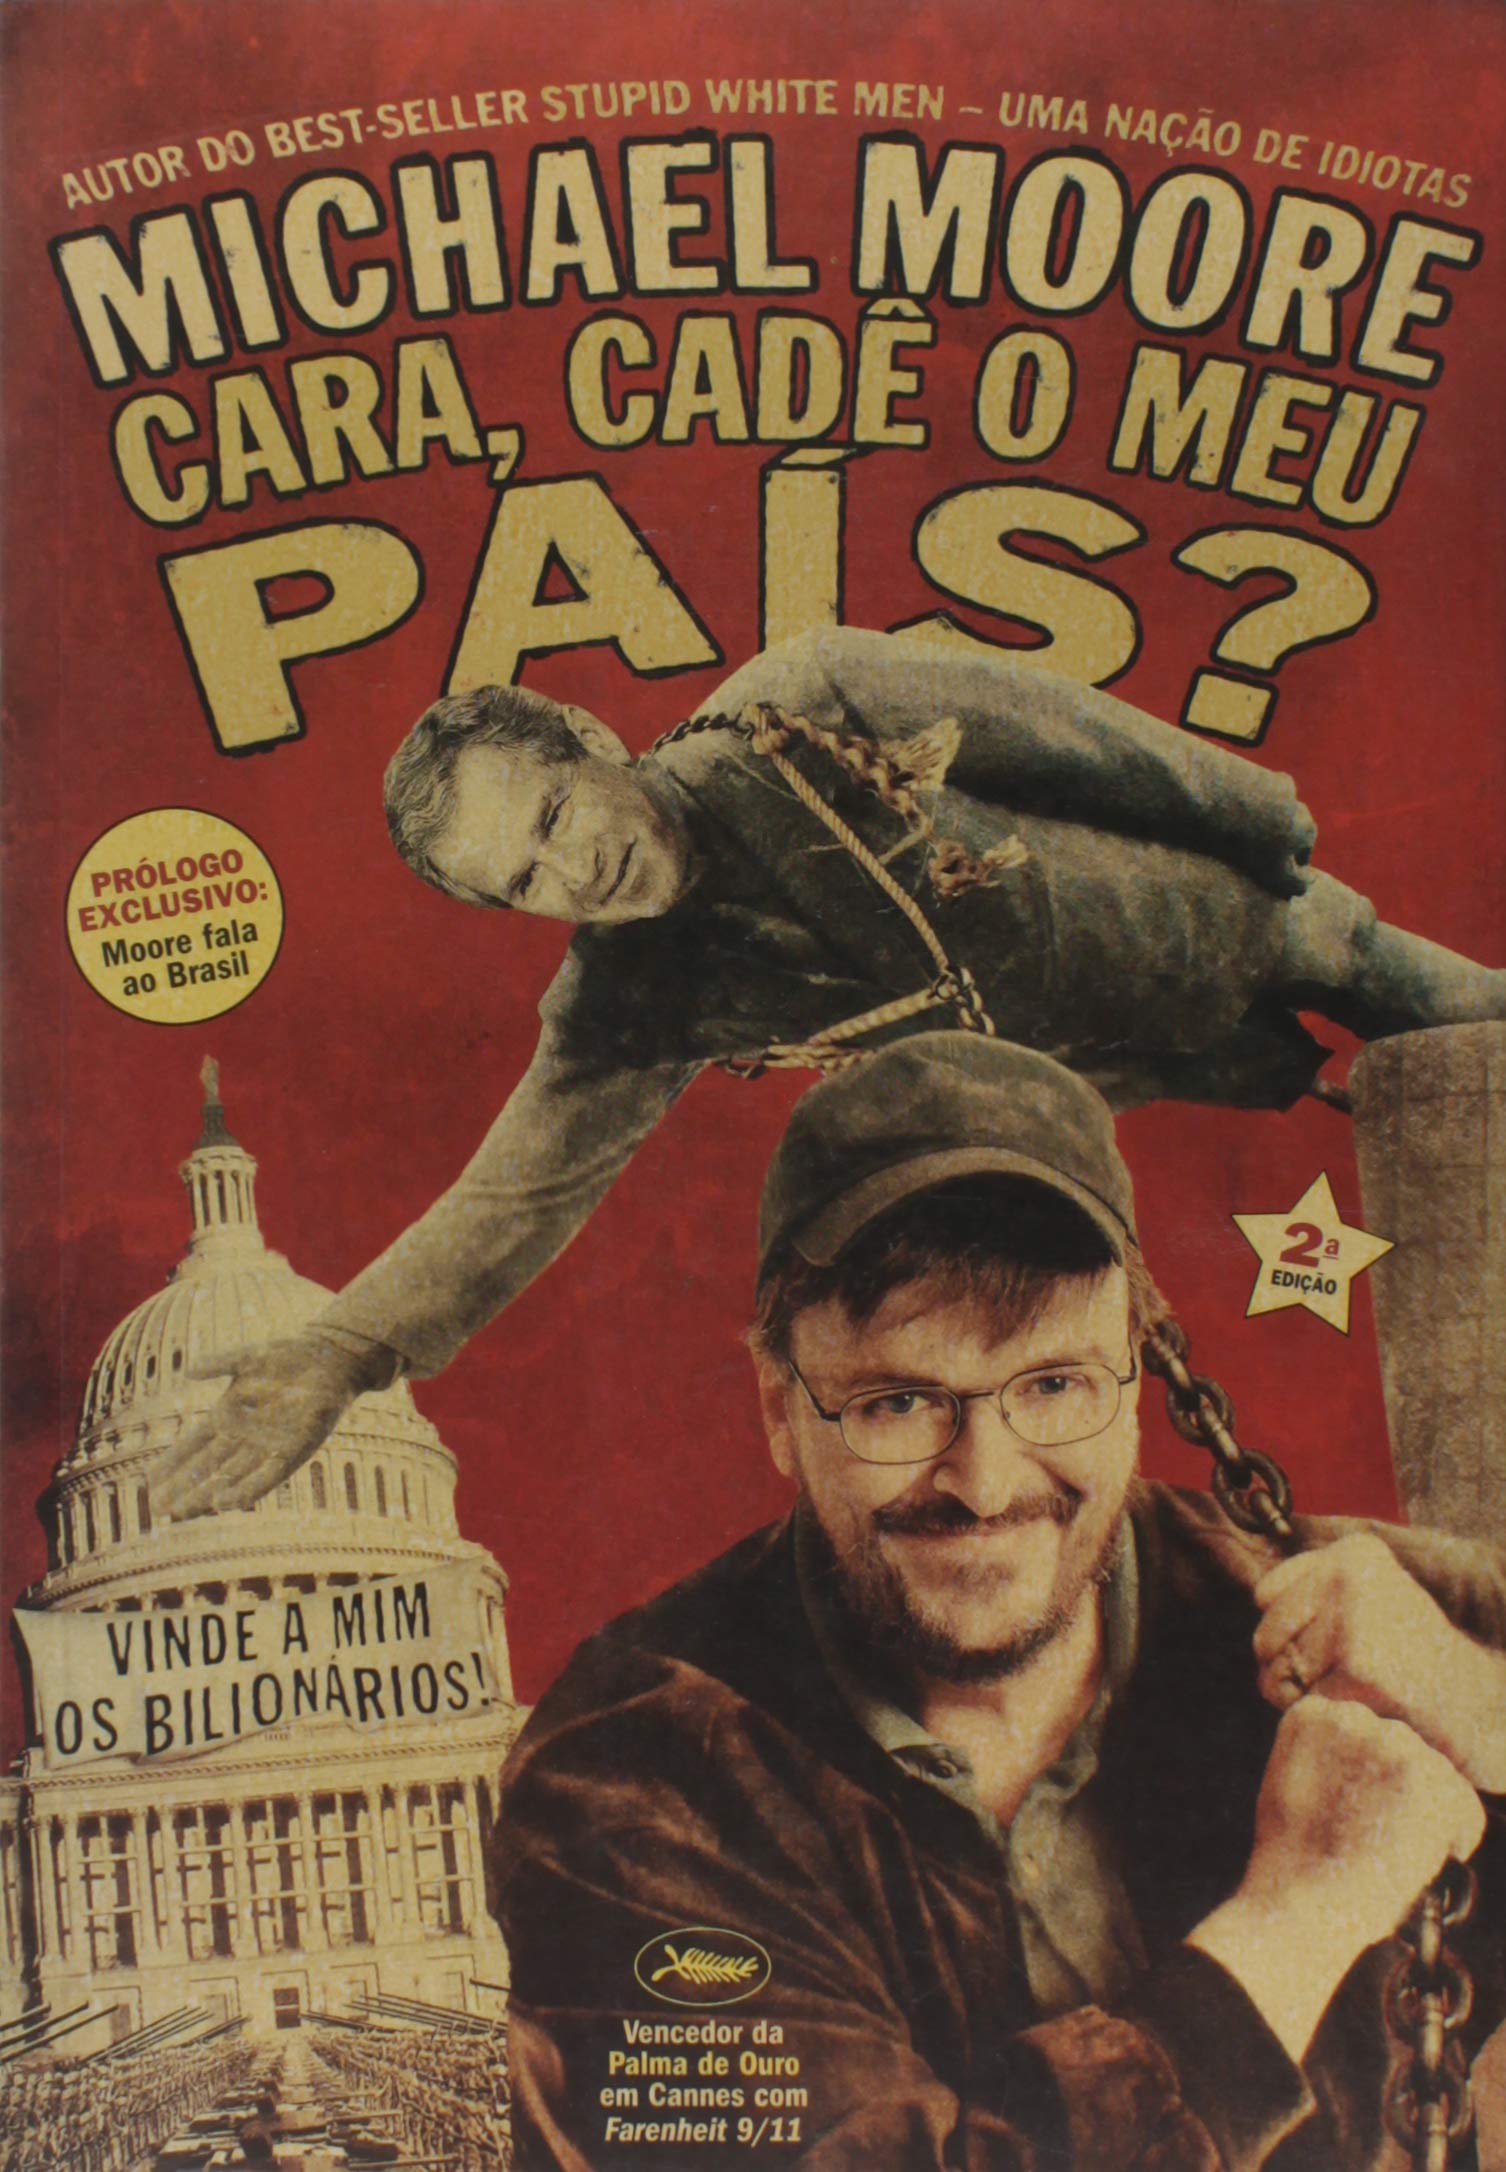 AUTOR DO BEST-SELLER STUPID WHITE MEN – UMA NAÇÃO DE IDIOTAS
MICHAEL MOORE
CARA, CADÊ O MEU
PAÍS?
PRÓLOGO
EXCLUSIVO:
Moore fala
ao Brasil
2ª
EDIÇÃO
VINDE A MIM
OS BILIONÁRIOS!
Vencedor da
Palma de Ouro
em Cannes com
Farenheit 9/11